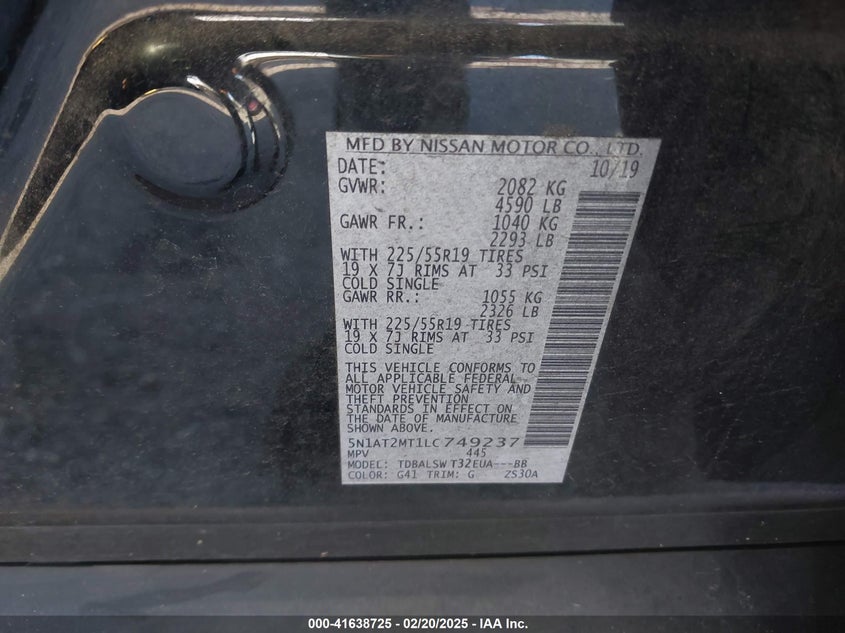 MFD BY NISSAN MOTOR CO., LTD.
DATE: 10/19
GVWR: 2082 KG
4590 LB
GAWR FR.: 1040 KG
2293 LB
WITH 225/55R19 TIRES
19 X 7J RIMS AT 33 PSI
COLD SINGLE
GAWR RR.: 1055 KG
2326 LB
WITH 225/55R19 TIRES
19 X 7J RIMS AT 33 PSI
COLD SINGLE
THIS VEHICLE CONFORMS TO
ALL APPLICABLE FEDERAL
MOTOR VEHICLE SAFETY AND
THEFT PREVENTION
STANDARDS IN EFFECT ON
THE DATE OF MANUFACTURE
SHOWN ABOVE.
5N1AT2MT1LC749237
MPV 445
MODEL: TDBALSW T32EUA---BB
COLOR: G41 TRIM: G ZS30A
000-41638725 — 02/20/2025 — IAA Inc.